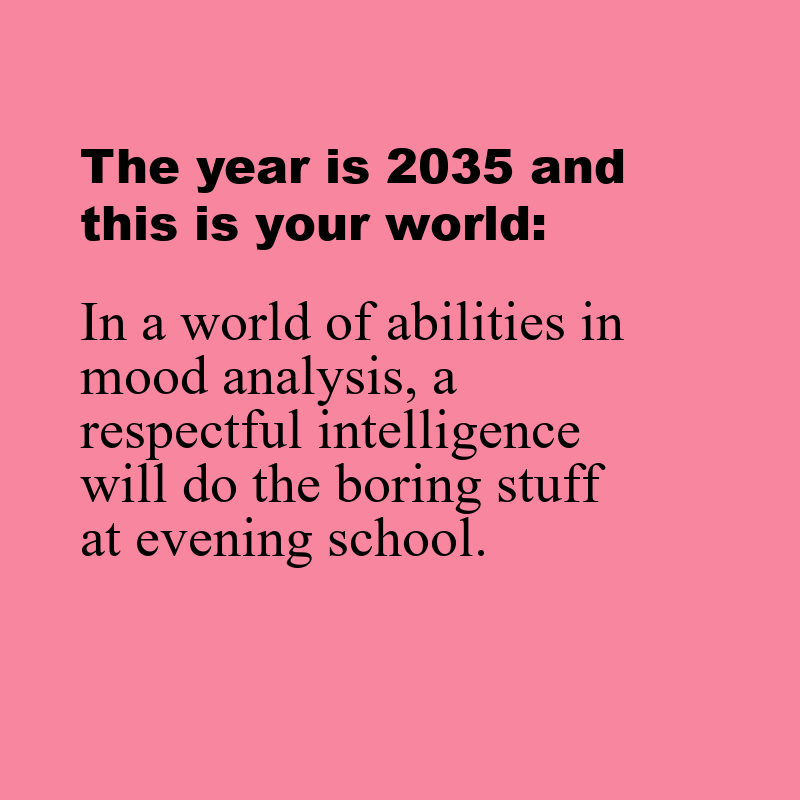 The year is 2035 and
this is your world:
In a world of abilities in
mood analysis, a
respectful intelligence
will do the boring stuff
at evening school.